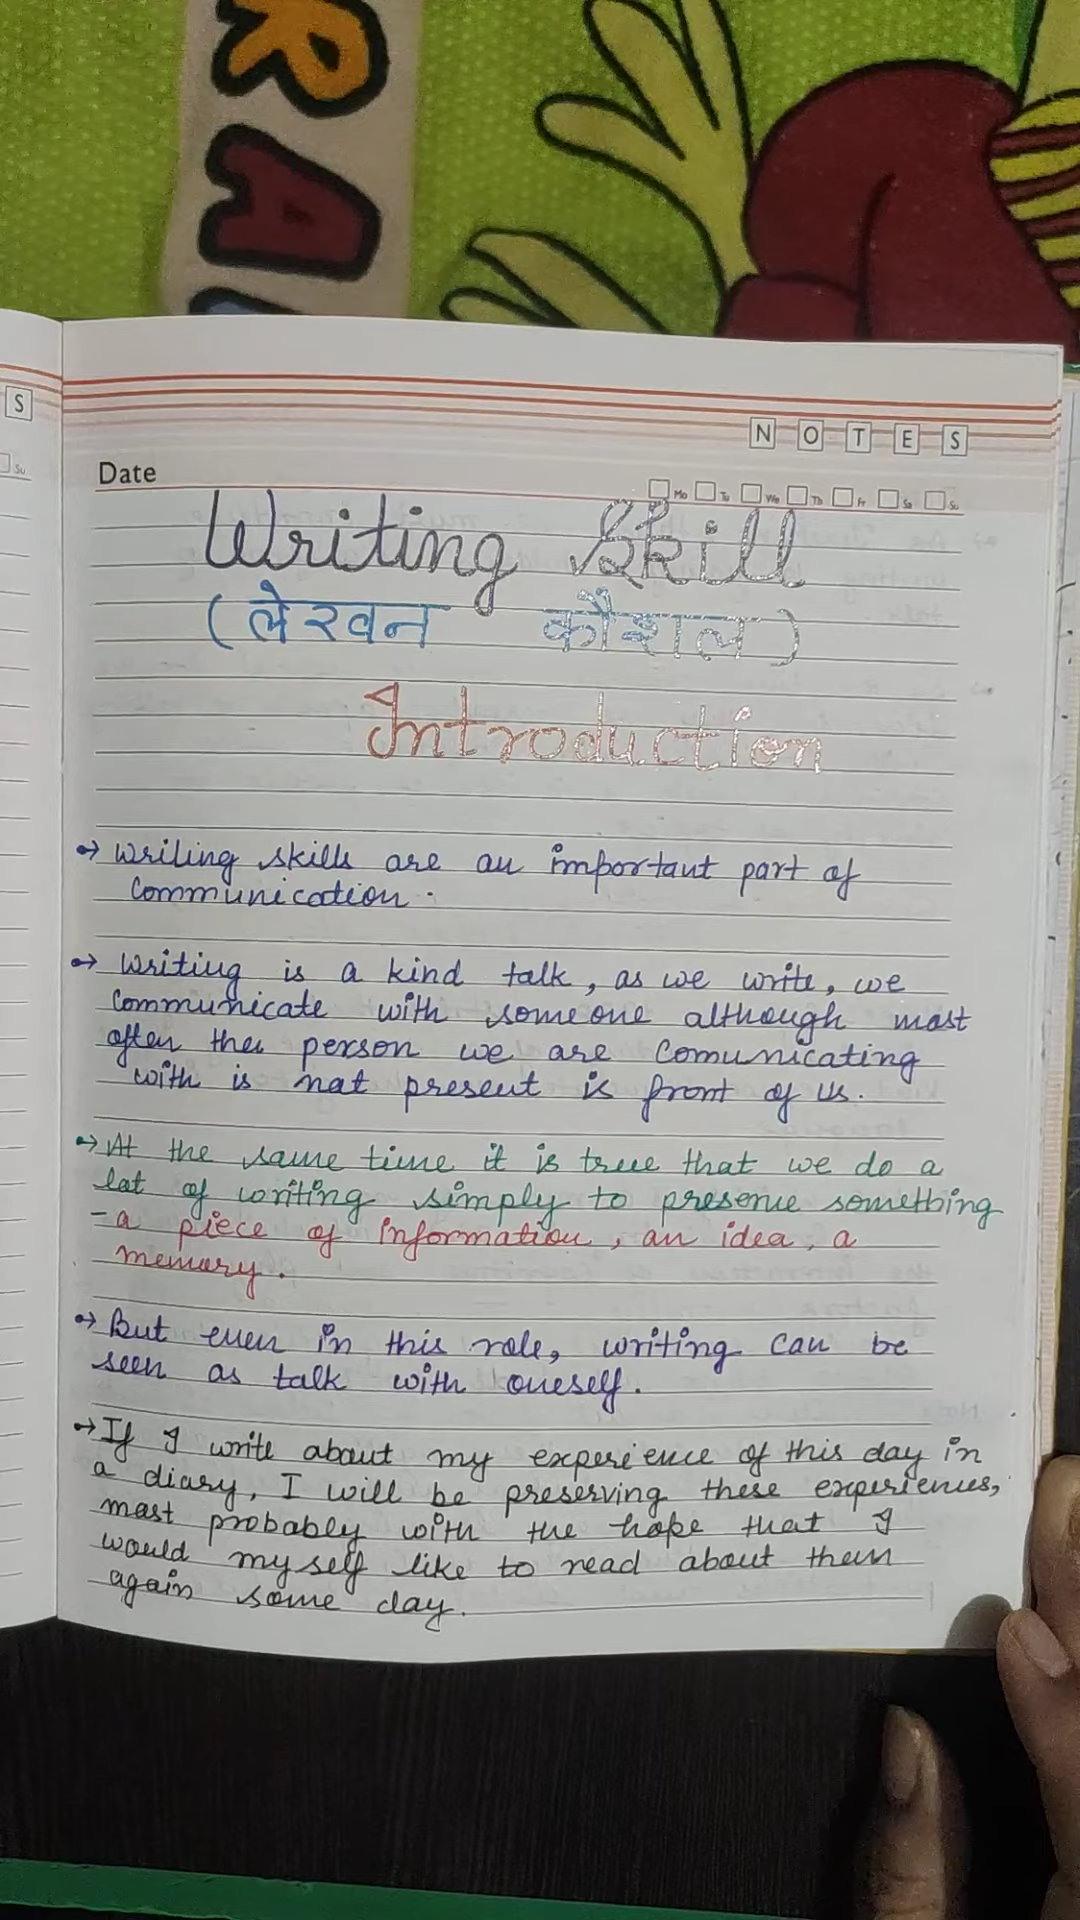 RA
S
NOTES
Su
Date
Mo Tu We Th Fr Sa Su
Writing Skill
(लेखन कौशल)
Introduction
→ Writing skills are an important part of
communication.
→ Writing is a kind talk, as we write, we
communicate with someone although most
often the person we are comunicating
with is not present is front of us.
→ At the same time it is true that we do a
lot of writing simply to preserve something
- a piece of information, an idea, a
memory.
→ But even in this role, writing can be
seen as talk with oneself.
→ If I write about my experience of this day in
a diary, I will be preserving these experiences,
most probably with the hope that I
would myself like to read about them
again some day.